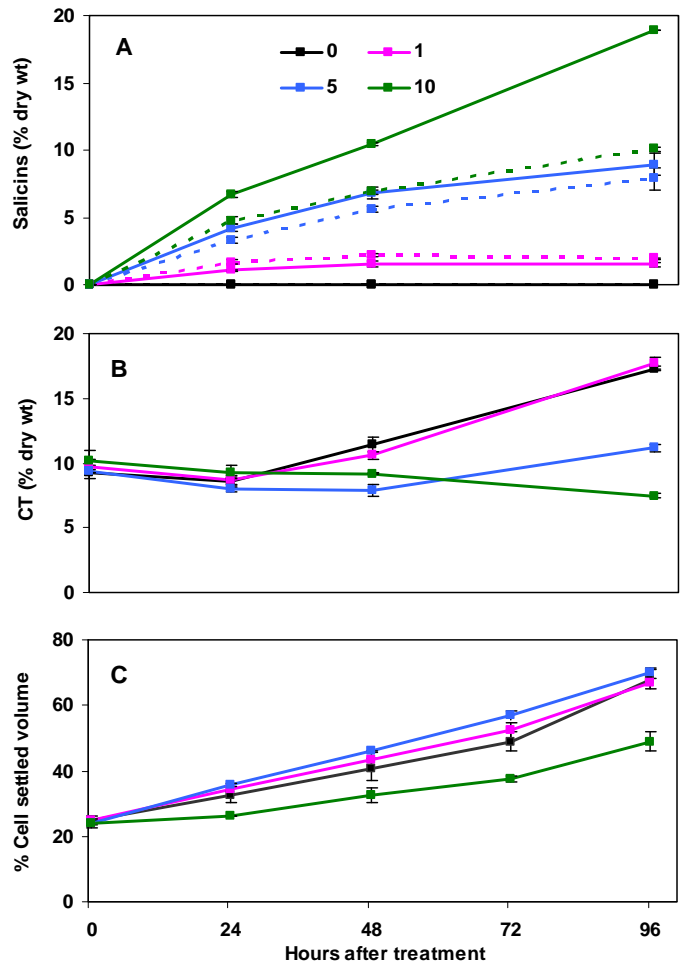 A
0
1
5
10
Salicins (% dry wt)
20
15
10
5
0
B
CT (% dry wt)
20
15
10
5
0
C
% Cell settled volume
80
60
40
20
0
0 24 48 72 96
Hours after treatment